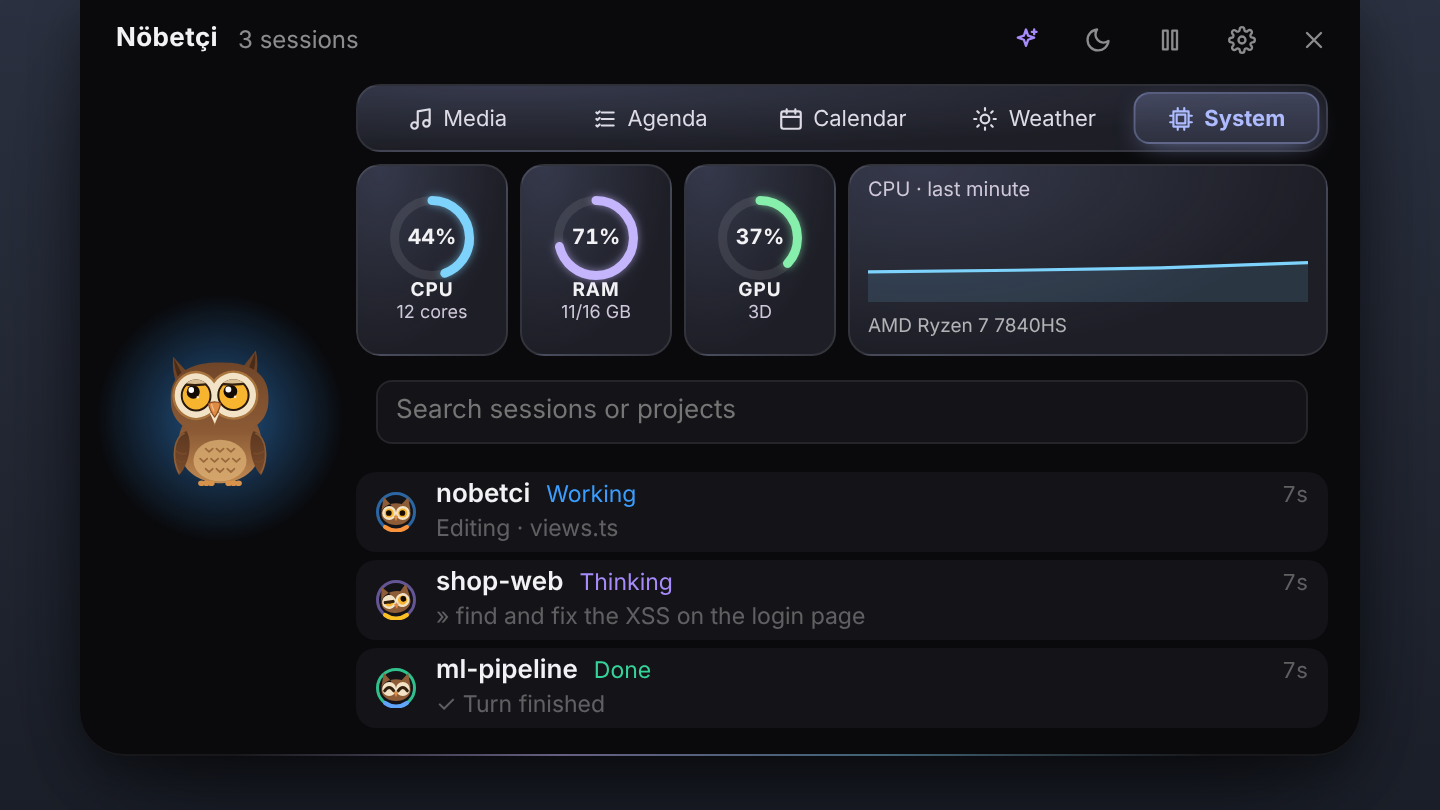 Nöbetçi 3 sessions
Media Agenda Calendar Weather System
44% 71% 37%
CPU RAM GPU
12 cores 11/16 GB 3D
CPU · last minute
AMD Ryzen 7 7840HS
Search sessions or projects
nobetci Working 7s
Editing · views.ts
shop-web Thinking 7s
» find and fix the XSS on the login page
ml-pipeline Done 7s
✓ Turn finished